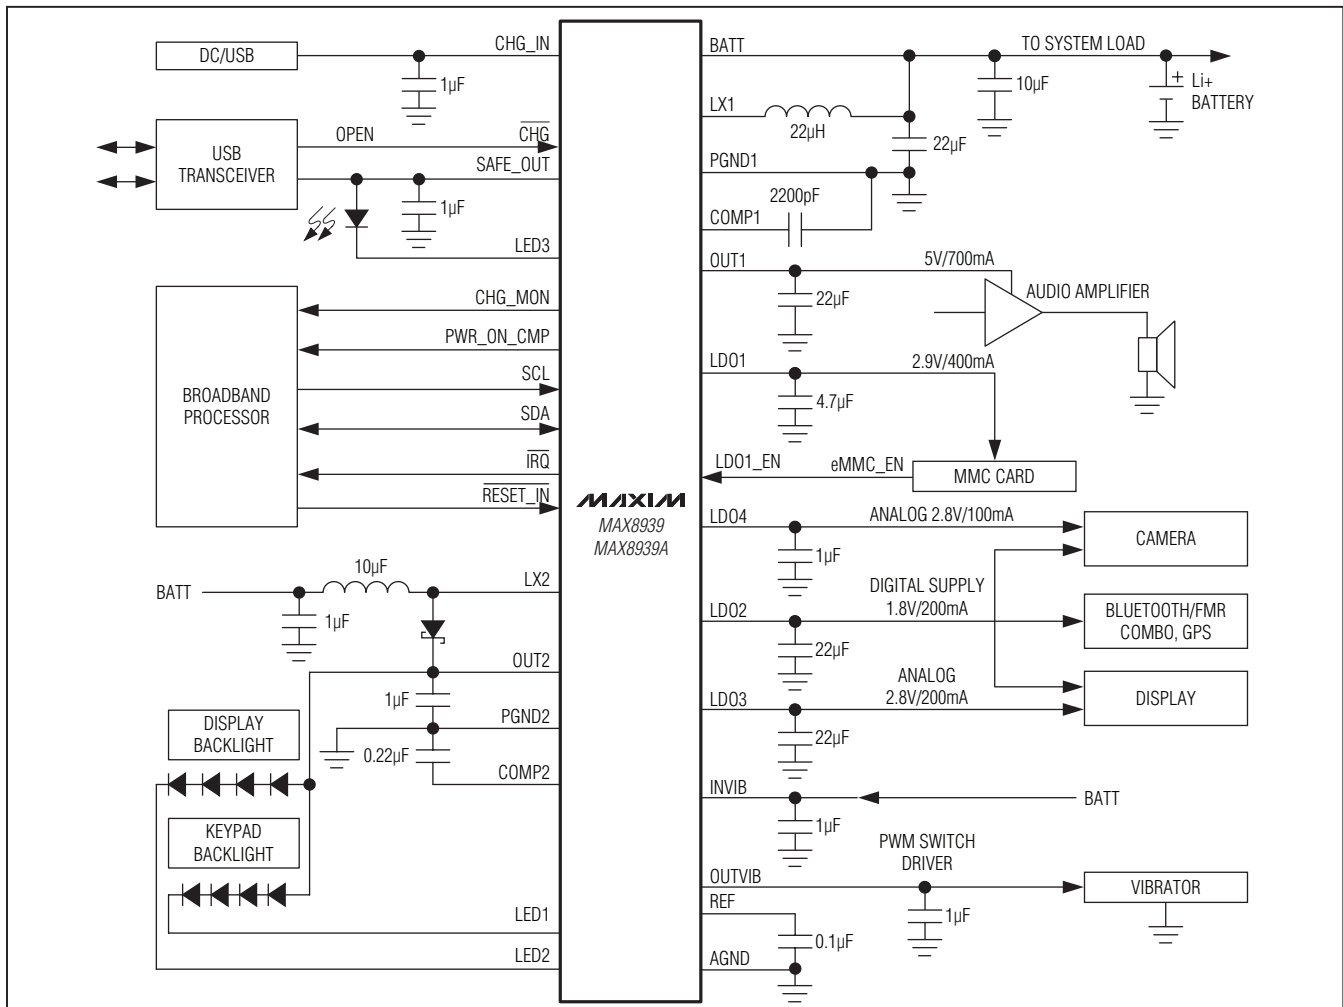 DC/USB
CHG_IN
1µF
USB
TRANSCEIVER
OPEN
CHG
SAFE_OUT
1µF
LED3
BROADBAND
PROCESSOR
CHG_MON
PWR_ON_CMP
SCL
SDA
IRQ
RESET_IN
BATT
10µF
LX2
1µF
OUT2
1µF
PGND2
0.22µF
COMP2
DISPLAY
BACKLIGHT
KEYPAD
BACKLIGHT
LED1
LED2
MAXIM
MAX8939
MAX8939A
BATT
TO SYSTEM LOAD
10µF
+
Li+
BATTERY
LX1
22µH
22µF
PGND1
2200pF
COMP1
OUT1
5V/700mA
22µF
AUDIO AMPLIFIER
LDO1
2.9V/400mA
4.7µF
LDO1_EN
eMMC_EN
MMC CARD
LDO4
ANALOG 2.8V/100mA
1µF
CAMERA
DIGITAL SUPPLY
1.8V/200mA
LDO2
22µF
BLUETOOTH/FMR
COMBO, GPS
ANALOG
2.8V/200mA
LDO3
22µF
DISPLAY
INVIB
BATT
1µF
PWM SWITCH
DRIVER
OUTVIB
1µF
VIBRATOR
REF
0.1µF
AGND